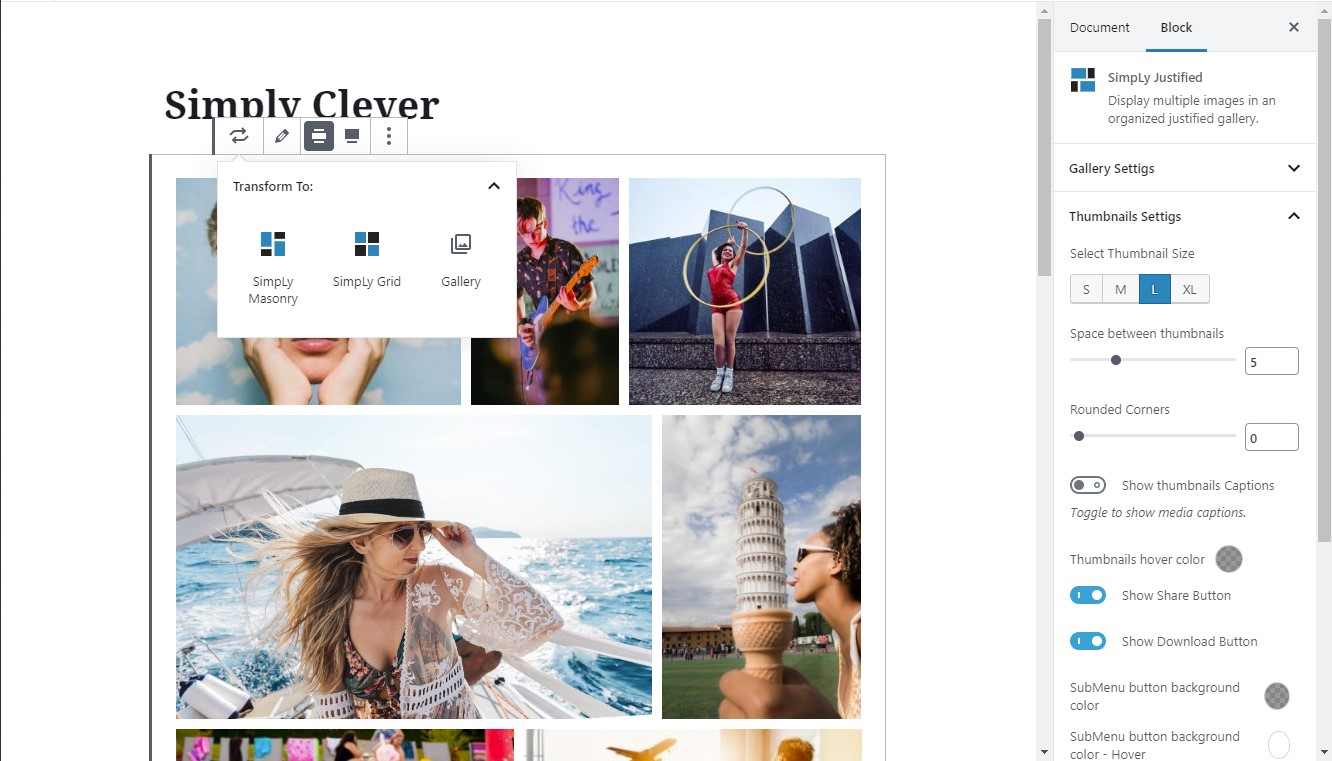 Simply Clever
Transform To:
SimpLy
Masonry
SimpLy Grid
Gallery
King
the
Document
Block
SimpLy Justified
Display multiple images in an
organized justified gallery.
Gallery Settigs
Thumbnails Settigs
Select Thumbnail Size
S
M
L
XL
Space between thumbnails
5
Rounded Corners
0
Show thumbnails Captions
Toggle to show media captions.
Thumbnails hover color
Show Share Button
Show Download Button
SubMenu button background
color
SubMenu button background
color - Hover